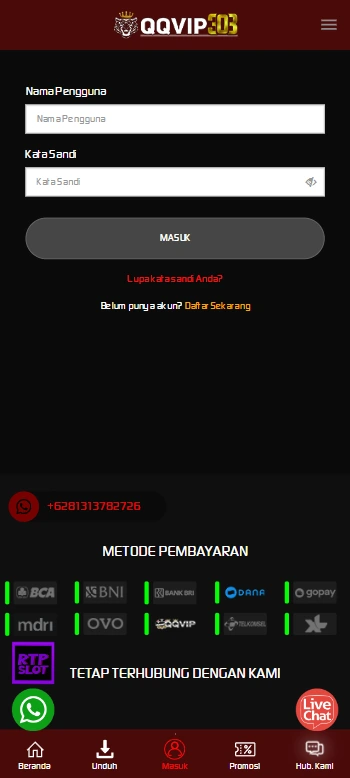 QQVIP303
Nama Pengguna
Nama Pengguna
Kata Sandi
Kata Sandi
MASUK
Lupa kata sandi Anda?
Belum punya akun? Daftar Sekarang
+6281313782726
METODE PEMBAYARAN
BCA BNI BANK BRI DANA gopay
mdrı OVO QQVIP TELKOMSEL
RTP
SLOT
TETAP TERHUBUNG DENGAN KAMI
Live
Chat
Beranda Unduh Masuk Promosi Hub. Kami